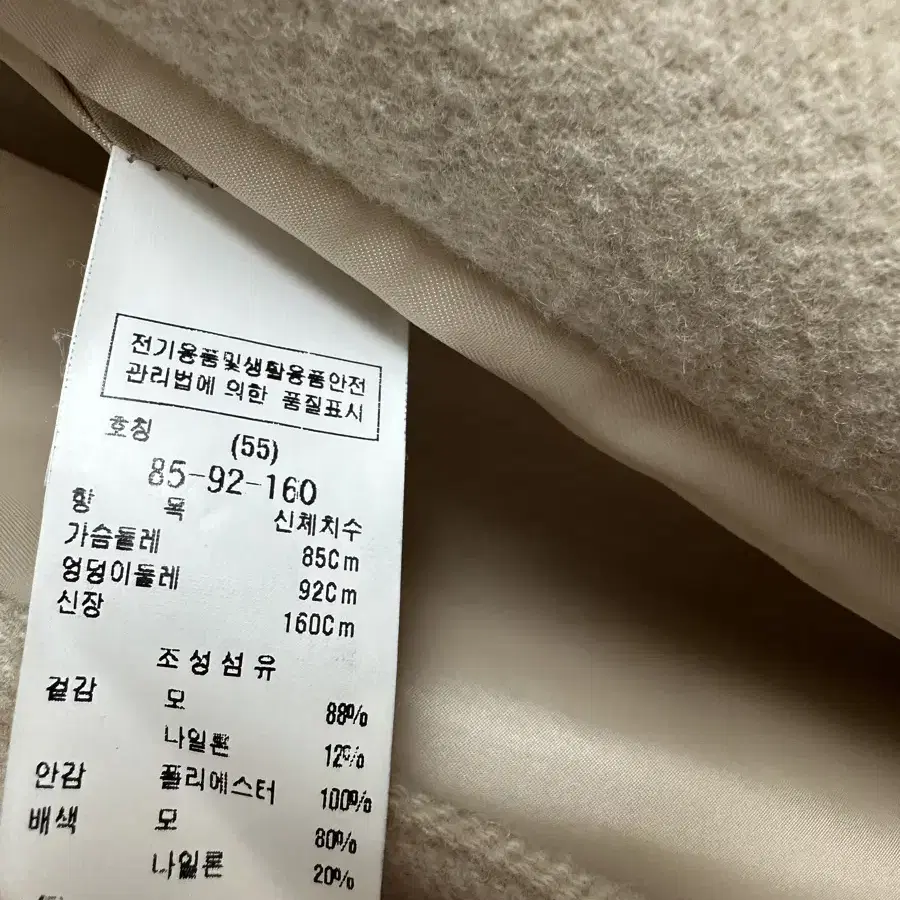 전기용품및생활용품안전
관리법에 의한 품질표시
호칭 (55)
85-92-160
항 목 신체치수
가슴둘레 85Cm
엉덩이둘레 92Cm
신장 160Cm
조성섬유
겉감 모 88%
나일론 12%
안감 폴리에스터 100%
배색 모 80%
나일론 20%